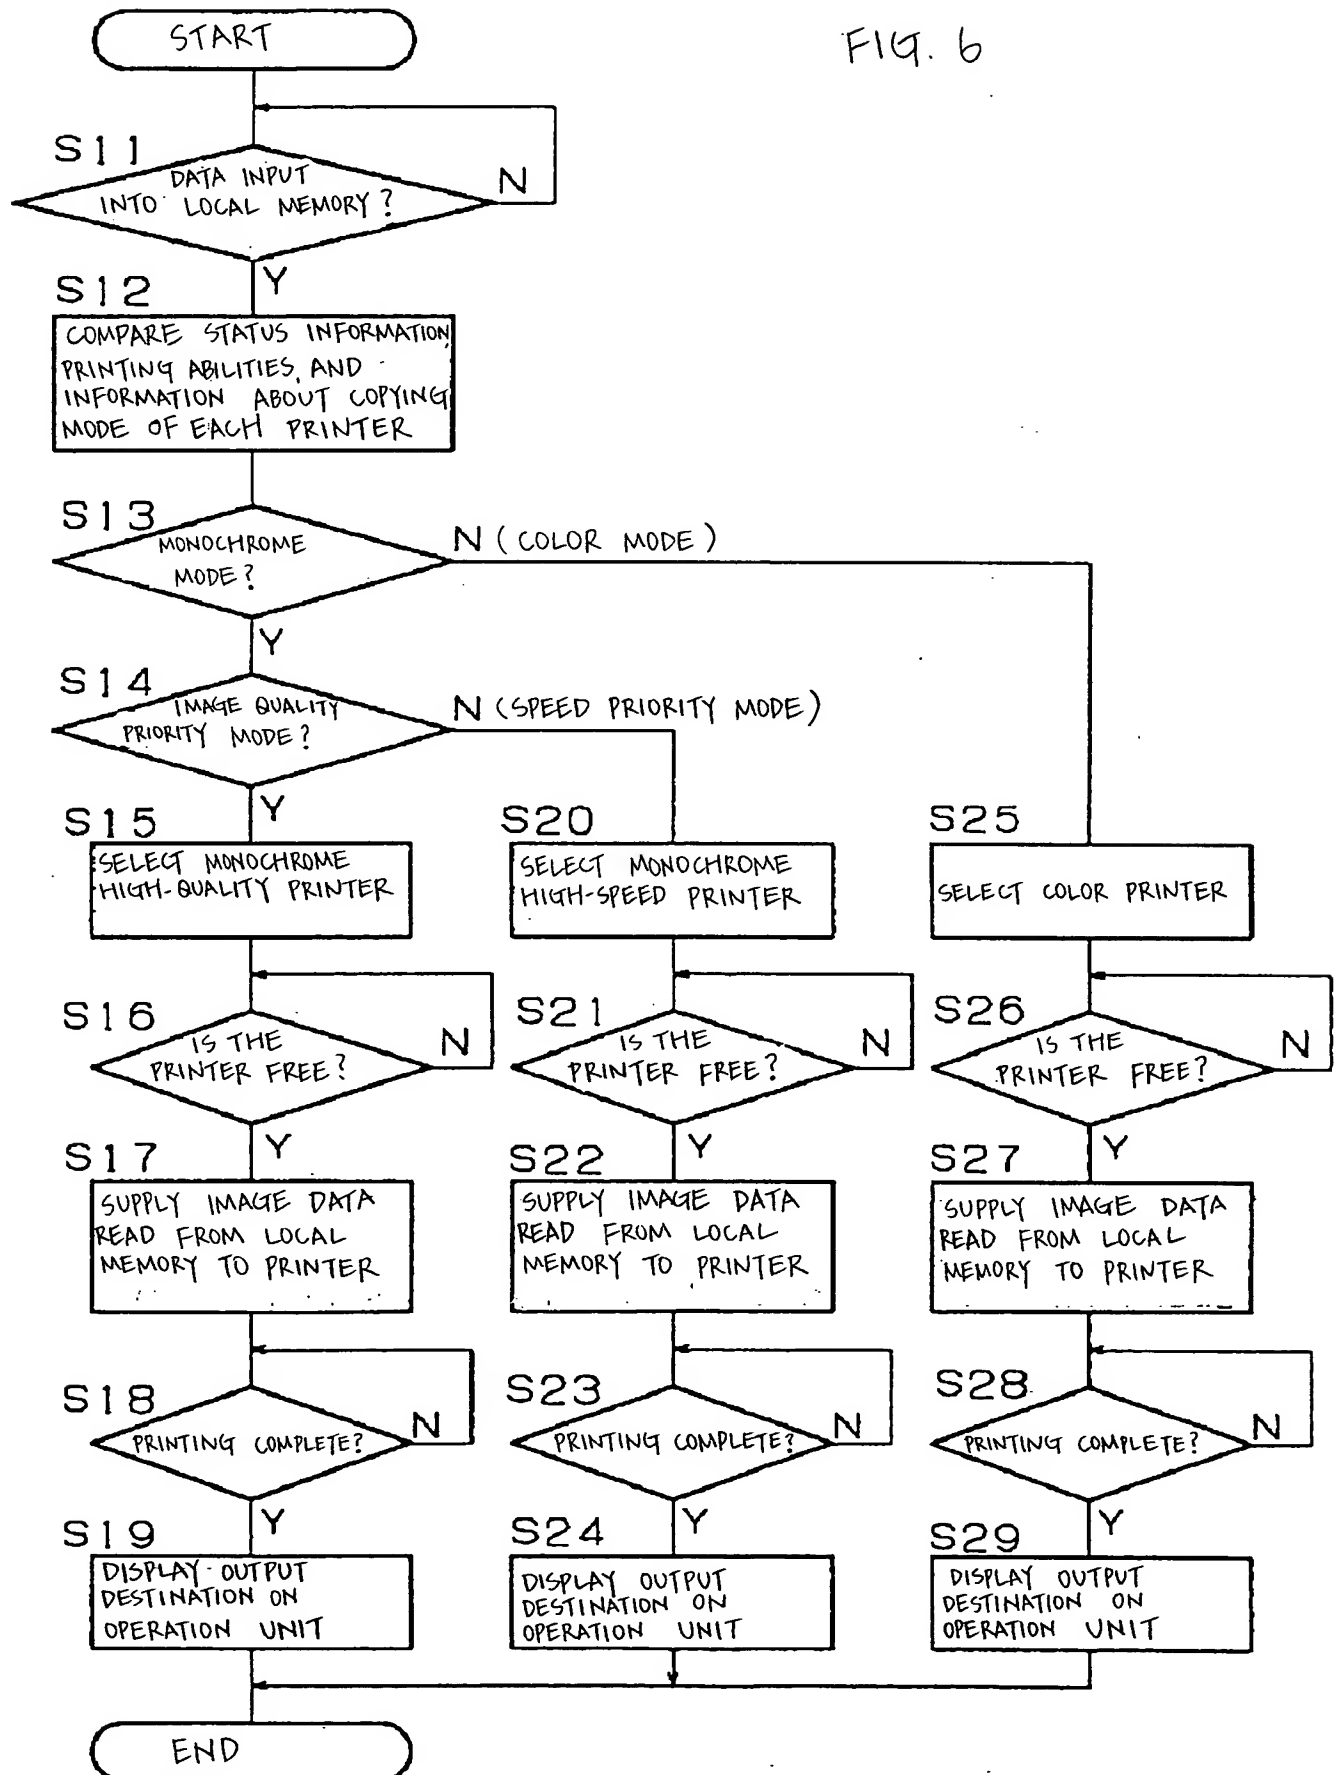 START
FIG. 6
S11
DATA INPUT
INTO LOCAL MEMORY?
N
Y
S12
COMPARE STATUS INFORMATION,
PRINTING ABILITIES, AND
INFORMATION ABOUT COPYING
MODE OF EACH PRINTER
S13
MONOCHROME
MODE?
N (COLOR MODE)
Y
S14
IMAGE QUALITY
PRIORITY MODE?
N (SPEED PRIORITY MODE)
Y
S15
SELECT MONOCHROME
HIGH-QUALITY PRINTER
S20
SELECT MONOCHROME
HIGH-SPEED PRINTER
S25
SELECT COLOR PRINTER
S16
IS THE
PRINTER FREE?
N
Y
S21
IS THE
PRINTER FREE?
N
Y
S26
IS THE
PRINTER FREE?
N
Y
S17
SUPPLY IMAGE DATA
READ FROM LOCAL
MEMORY TO PRINTER
S22
SUPPLY IMAGE DATA
READ FROM LOCAL
MEMORY TO PRINTER
S27
SUPPLY IMAGE DATA
READ FROM LOCAL
MEMORY TO PRINTER
S18
PRINTING COMPLETE?
N
Y
S23
PRINTING COMPLETE?
N
Y
S28
PRINTING COMPLETE?
N
Y
S19
DISPLAY OUTPUT
DESTINATION ON
OPERATION UNIT
S24
DISPLAY OUTPUT
DESTINATION ON
OPERATION UNIT
S29
DISPLAY OUTPUT
DESTINATION ON
OPERATION UNIT
END